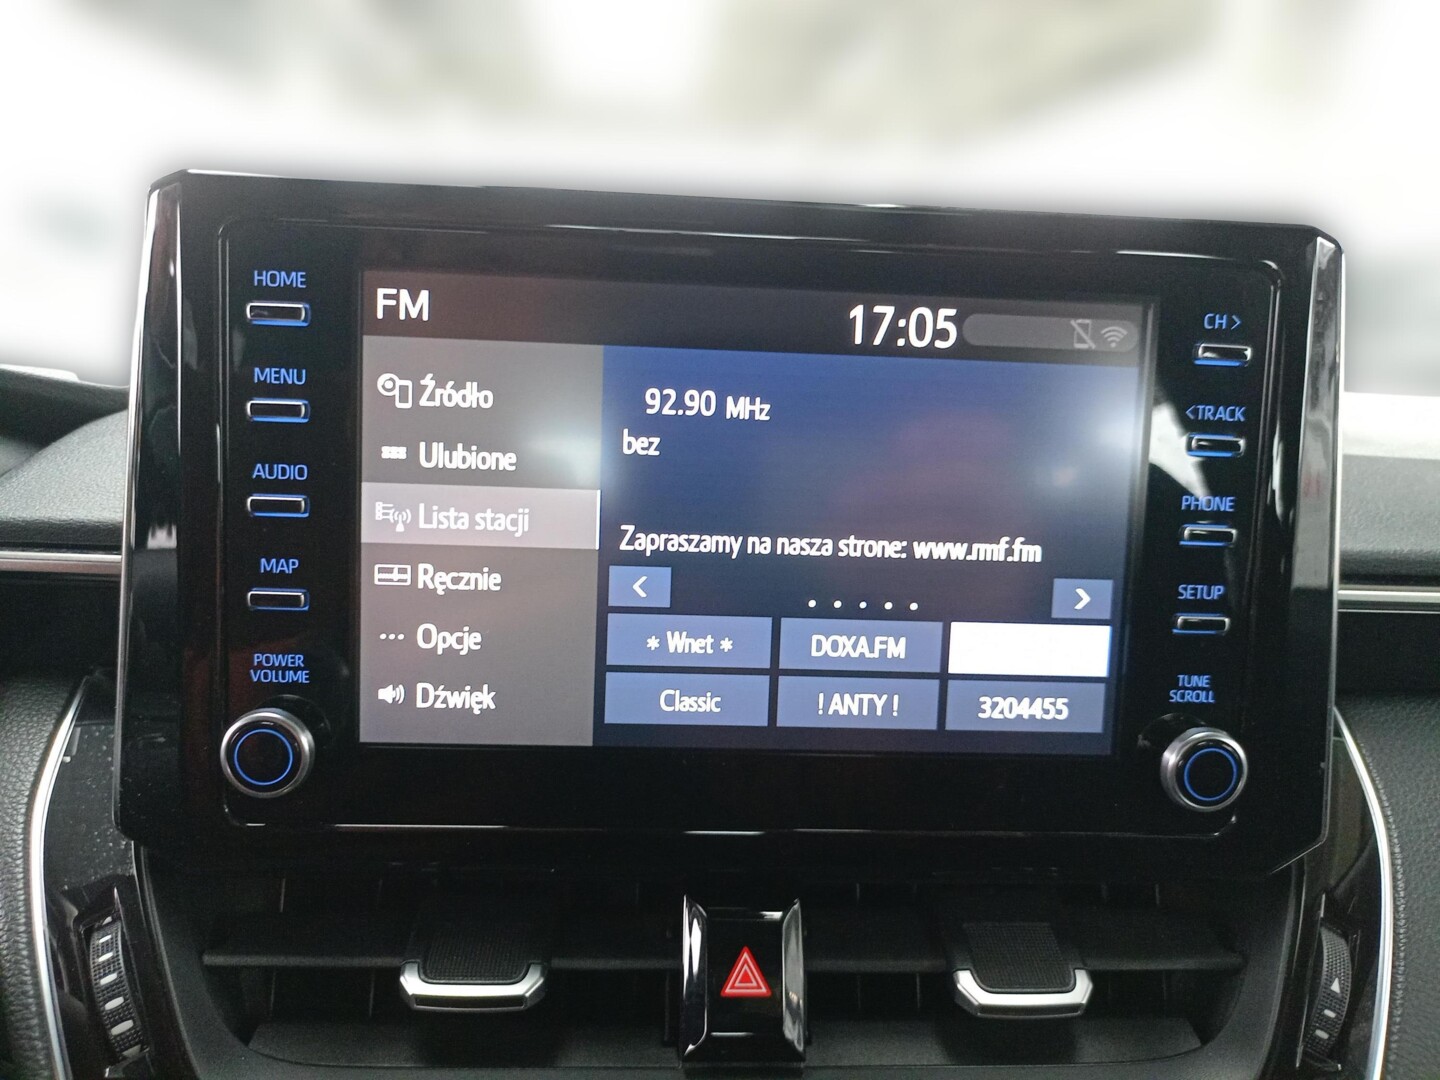 HOME
MENU
AUDIO
MAP
POWER
VOLUME
FM
17:05
Źródło
Ulubione
Lista stacji
Ręcznie
Opcje
Dźwięk
92.90 MHz
bez
Zapraszamy na nasza strone: www.rmf.fm
<
>
* Wnet *
DOXA.FM
Classic
! ANTY !
3204455
CH >
<TRACK
PHONE
SETUP
TUNE
SCROLL